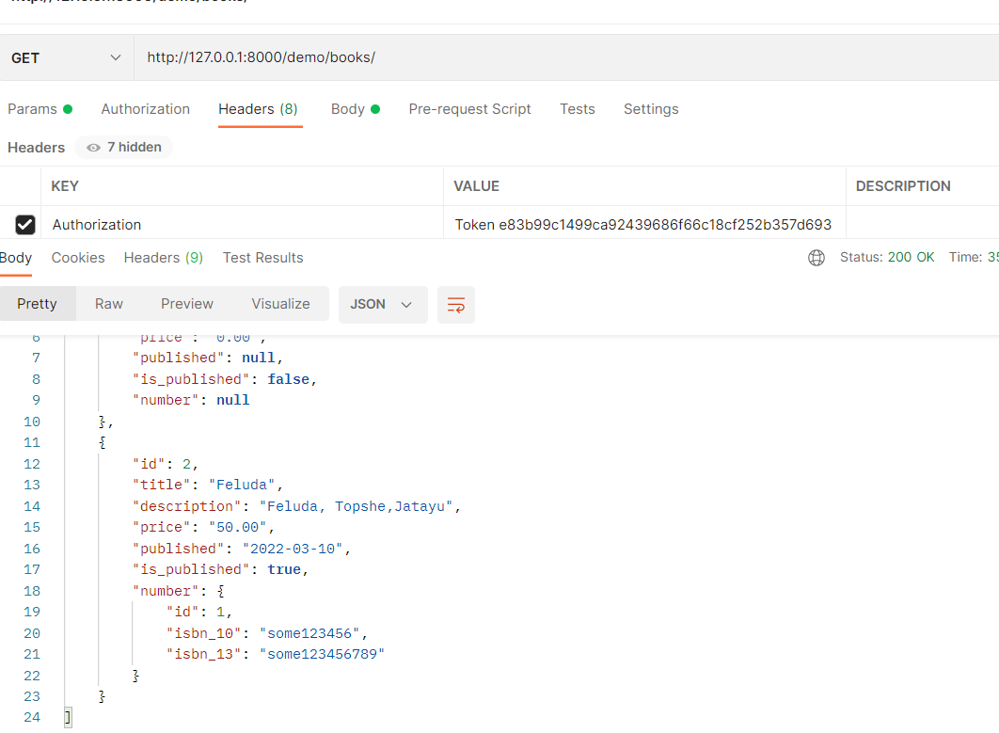 GET http://127.0.0.1:8000/demo/books/
Params Authorization Headers (8) Body Pre-request Script Tests Settings
Headers 7 hidden
KEY VALUE DESCRIPTION
Authorization Token e83b99c1499ca92439686f66c18cf252b357d693
Body Cookies Headers (9) Test Results Status: 200 OK Time: 35
Pretty Raw Preview Visualize JSON
6 "price": "0.00",
7 "published": null,
8 "is_published": false,
9 "number": null
10 },
11 {
12 "id": 2,
13 "title": "Feluda",
14 "description": "Feluda, Topshe,Jatayu",
15 "price": "50.00",
16 "published": "2022-03-10",
17 "is_published": true,
18 "number": {
19 "id": 1,
20 "isbn_10": "some123456",
21 "isbn_13": "some123456789"
22 }
23 }
24 ]